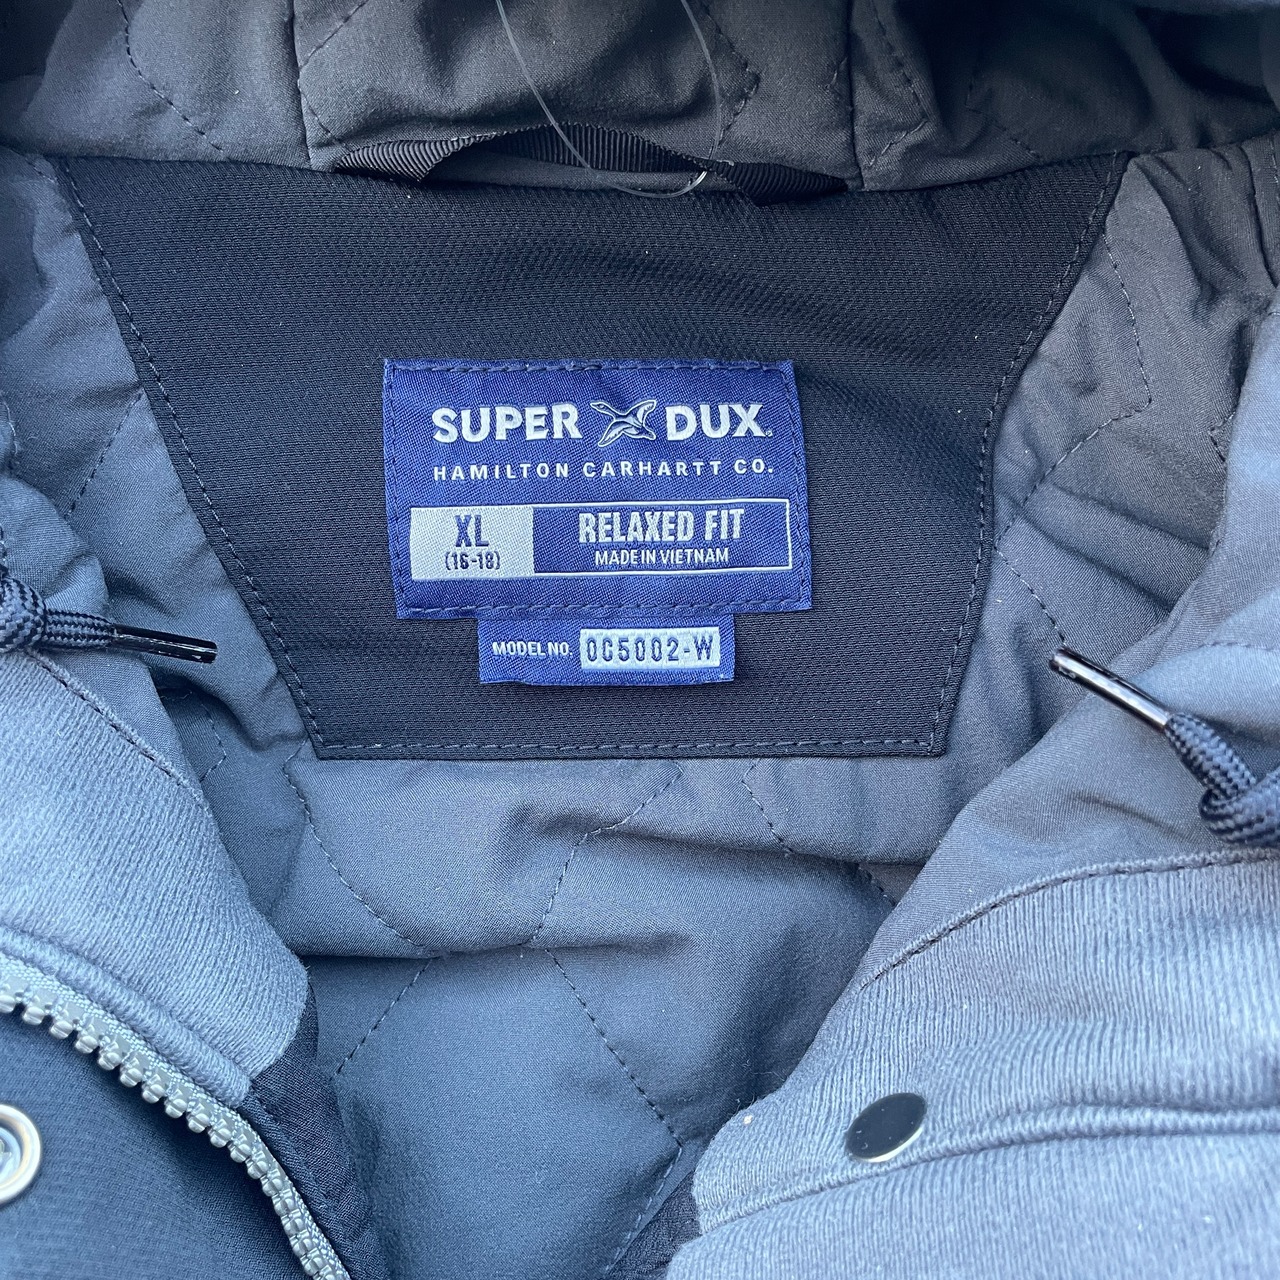 SUPER DUX
HAMILTON CARHARTT CO.
XL
(16-18)
RELAXED FIT
MADE IN VIETNAM
MODEL NO. OC5002-W